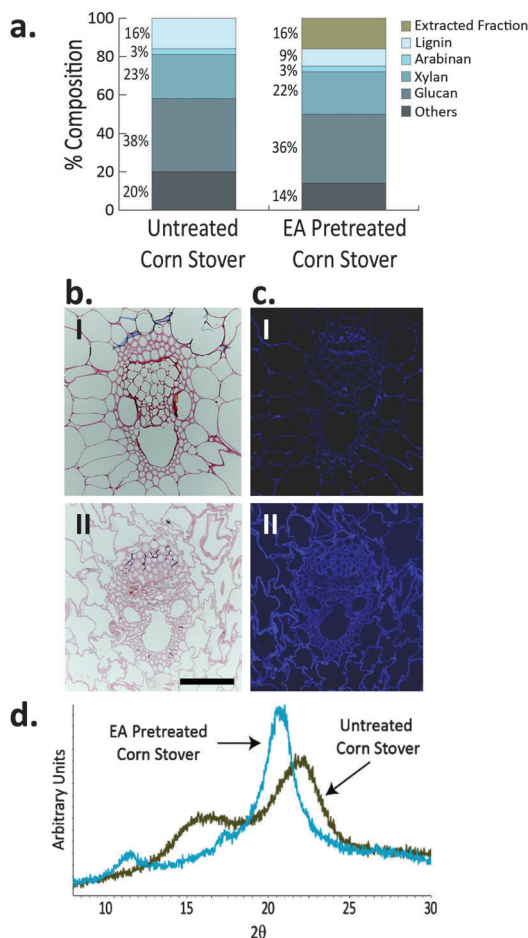 a.
% Composition
100
80
60
40
20
0
16%
3%
23%
38%
20%
16%
9%
3%
22%
36%
14%
Untreated
Corn Stover
EA Pretreated
Corn Stover
Extracted Fraction
Lignin
Arabinan
Xylan
Glucan
Others
b.
I
II
c.
I
II
d.
Arbitrary Units
EA Pretreated
Corn Stover
Untreated
Corn Stover
10
15
20
25
30
2θ